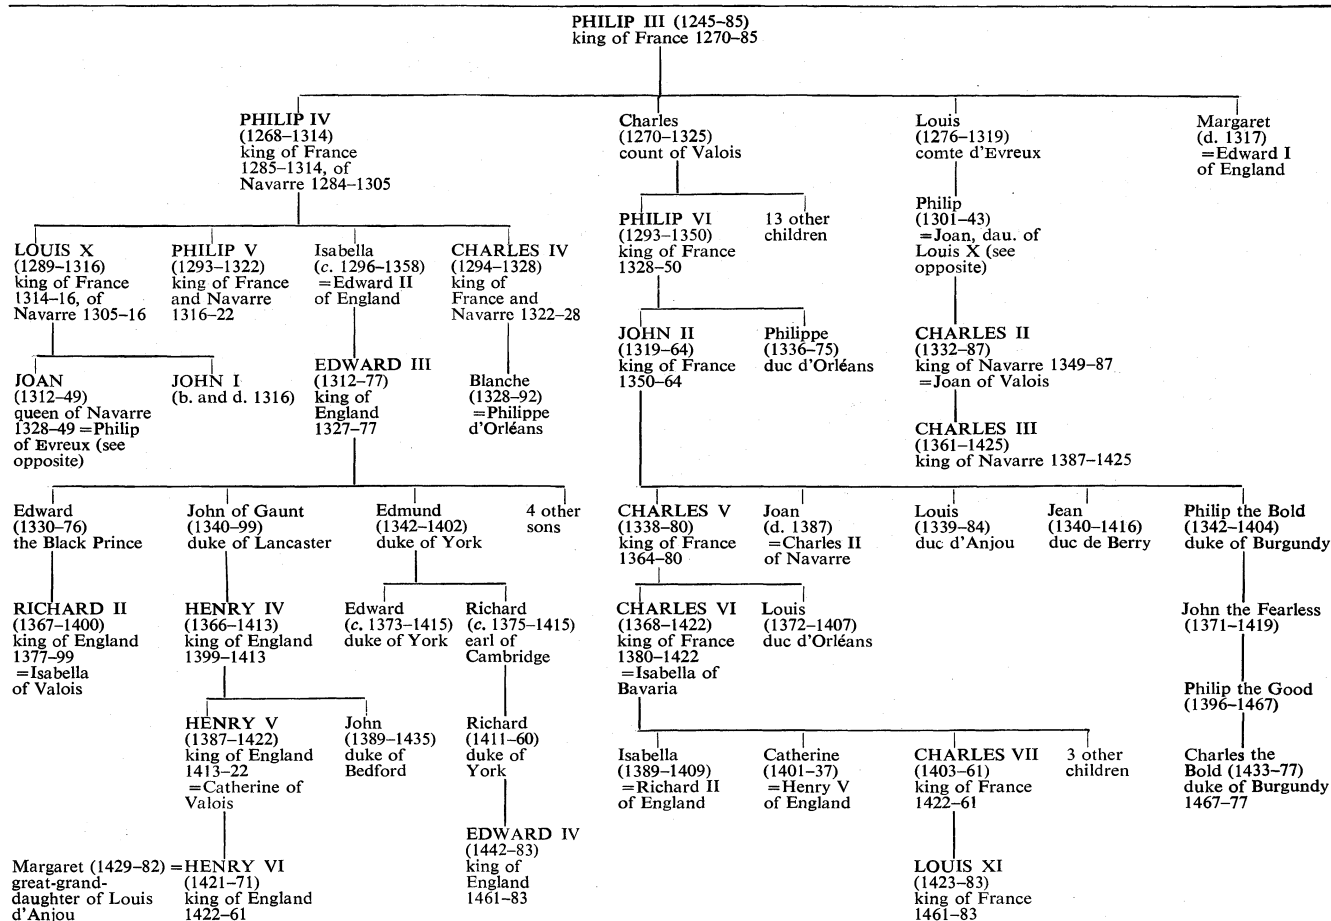 PHILIP III (1245–85)
king of France 1270–85
PHILIP IV
(1268–1314)
king of France
1285–1314, of
Navarre 1284–1305
Charles
(1270–1325)
count of Valois
Louis
(1276–1319)
comte d'Evreux
Margaret
(d. 1317)
=Edward I
of England
LOUIS X
(1289–1316)
king of France
1314–16, of
Navarre 1305–16
PHILIP V
(1293–1322)
king of France
and Navarre
1316–22
Isabella
(c. 1296–1358)
=Edward II
of England
CHARLES IV
(1294–1328)
king of
France and
Navarre 1322–28
PHILIP VI
(1293–1350)
king of France
1328–50
13 other
children
Philip
(1301–43)
=Joan, dau. of
Louis X (see
opposite)
JOAN
(1312–49)
queen of Navarre
1328–49 =Philip
of Evreux (see
opposite)
JOHN I
(b. and d. 1316)
EDWARD III
(1312–77)
king of
England
1327–77
Blanche
(1328–92)
=Philippe
d'Orléans
JOHN II
(1319–64)
king of France
1350–64
Philippe
(1336–75)
duc d'Orléans
CHARLES II
(1332–87)
king of Navarre 1349–87
=Joan of Valois
CHARLES III
(1361–1425)
king of Navarre 1387–1425
Edward
(1330–76)
the Black Prince
John of Gaunt
(1340–99)
duke of Lancaster
Edmund
(1342–1402)
duke of York
4 other
sons
CHARLES V
(1338–80)
king of France
1364–80
Joan
(d. 1387)
=Charles II
of Navarre
Louis
(1339–84)
duc d'Anjou
Jean
(1340–1416)
duc de Berry
Philip the Bold
(1342–1404)
duke of Burgundy
RICHARD II
(1367–1400)
king of England
1377–99
=Isabella
of Valois
HENRY IV
(1366–1413)
king of England
1399–1413
Edward
(c. 1373–1415)
duke of York
Richard
(c. 1375–1415)
earl of
Cambridge
CHARLES VI
(1368–1422)
king of France
1380–1422
=Isabella of
Bavaria
Louis
(1372–1407)
duc d'Orléans
John the Fearless
(1371–1419)
Philip the Good
(1396–1467)
HENRY V
(1387–1422)
king of England
1413–22
=Catherine of
Valois
John
(1389–1435)
duke of
Bedford
Richard
(1411–60)
duke of
York
Isabella
(1389–1409)
=Richard II
of England
Catherine
(1401–37)
=Henry V
of England
CHARLES VII
(1403–61)
king of France
1422–61
3 other
children
Charles the
Bold (1433–77)
duke of Burgundy
1467–77
EDWARD IV
(1442–83)
king of
England
1461–83
Margaret (1429–82) =
great-grand-
daughter of Louis
d'Anjou
HENRY VI
(1421–71)
king of England
1422–61
LOUIS XI
(1423–83)
king of France
1461–83